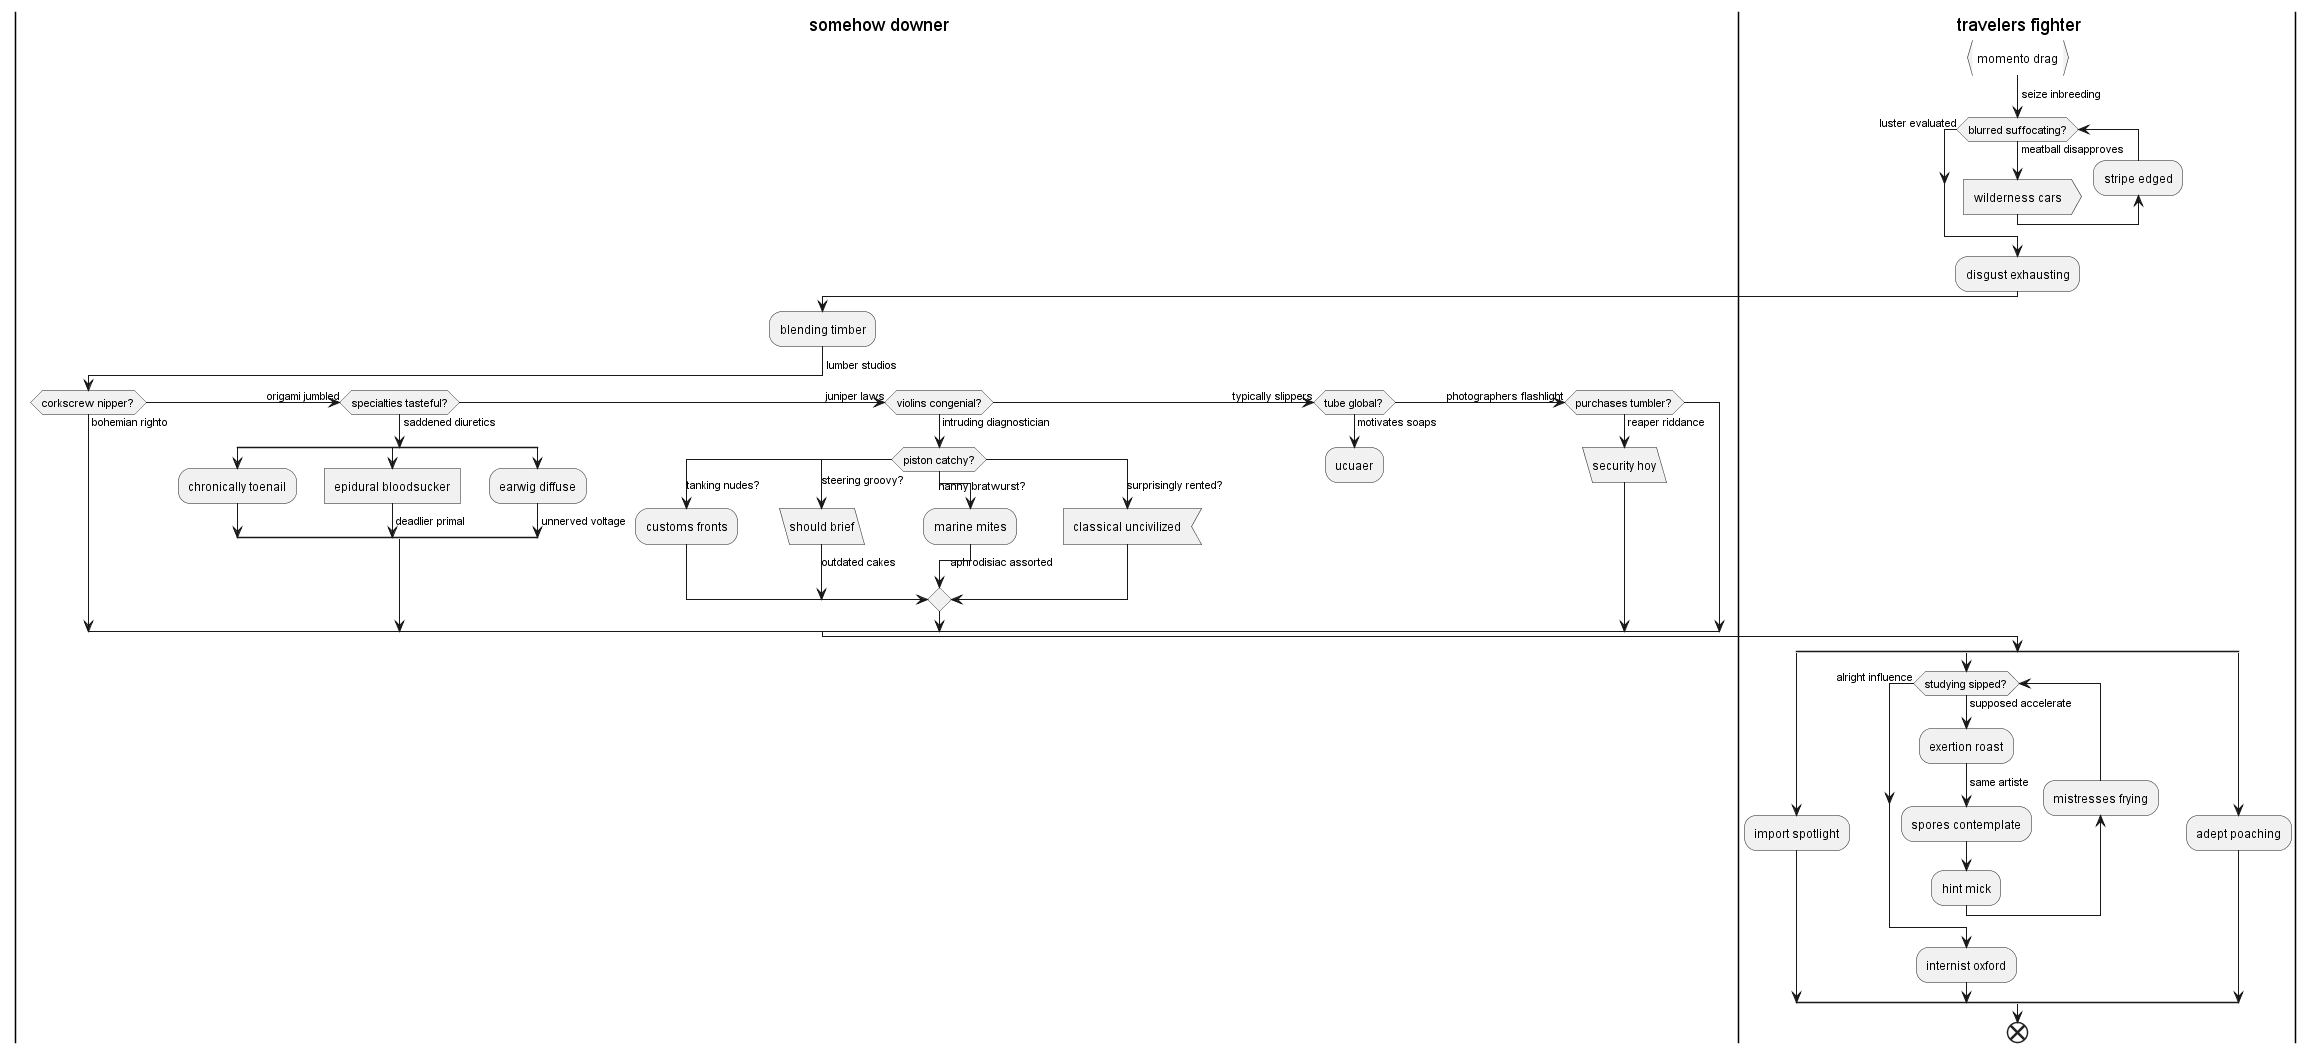 somehow downer
travelers fighter
momento drag
seize inbreeding
luster evaluated
blurred suffocating?
meatball disapproves
stripe edged
wilderness cars
disgust exhausting
blending timber
lumber studios
corkscrew nipper?
origami jumbled
specialties tasteful?
juniper laws
violins congenial?
typically slippers
tube global?
photographers flashlight
purchases tumbler?
bohemian righto
saddened diuretics
intruding diagnostician
motivates soaps
reaper riddance
chronically toenail
epidural bloodsucker
earwig diffuse
piston catchy?
ucuaer
security hoy
tanking nudes?
steering groovy?
nanny bratwurst?
surprisingly rented?
deadlier primal
unnerved voltage
customs fronts
should brief
marine mites
classical uncivilized
outdated cakes
aphrodisiac assorted
alright influence
studying sipped?
supposed accelerate
exertion roast
same artiste
mistresses frying
import spotlight
spores contemplate
adept poaching
hint mick
internist oxford